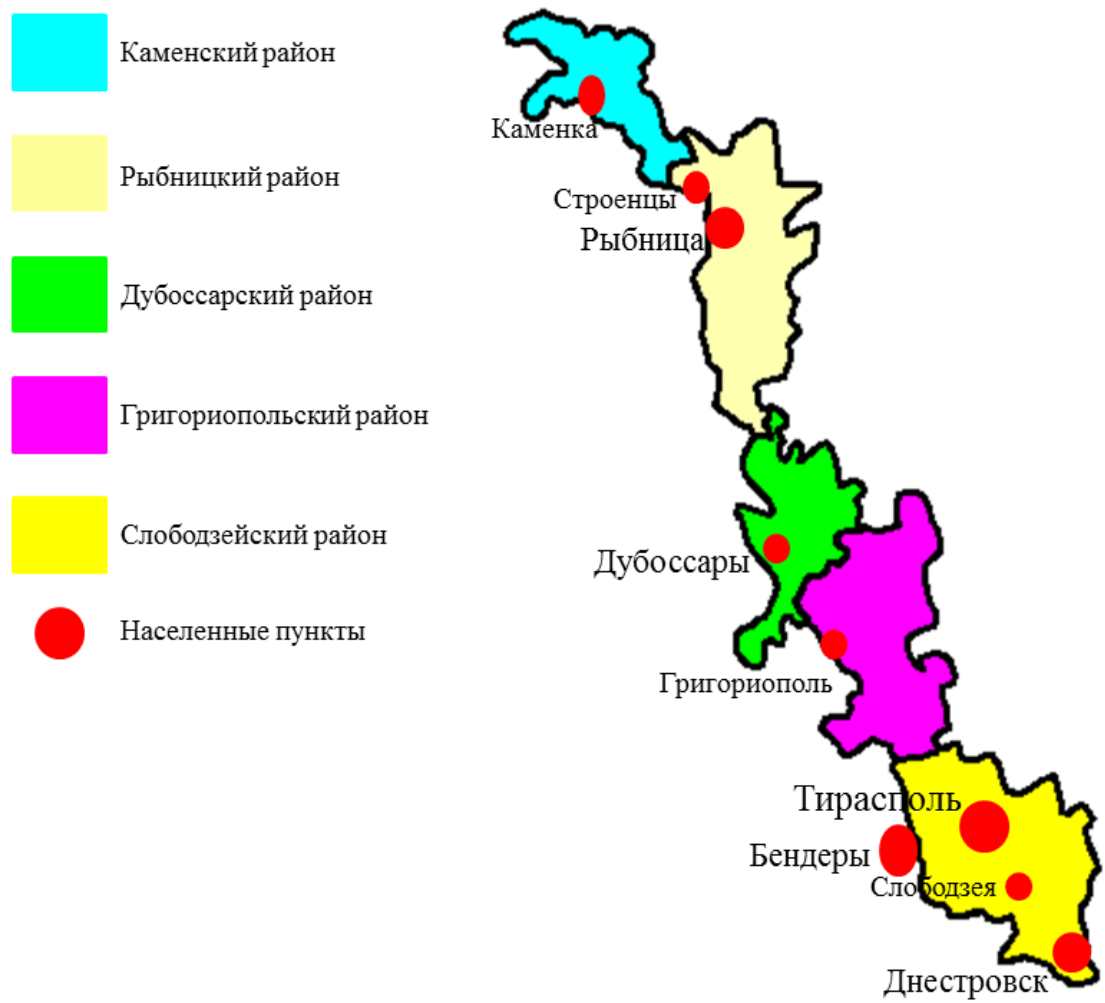 Каменский район
Рыбницкий район
Дубоссарский район
Григориопольский район
Слободзейский район
Населенные пункты
Каменка
Строенцы
Рыбница
Дубоссары
Григориополь
Тирасполь
Бендеры
Слободзея
Днестровск